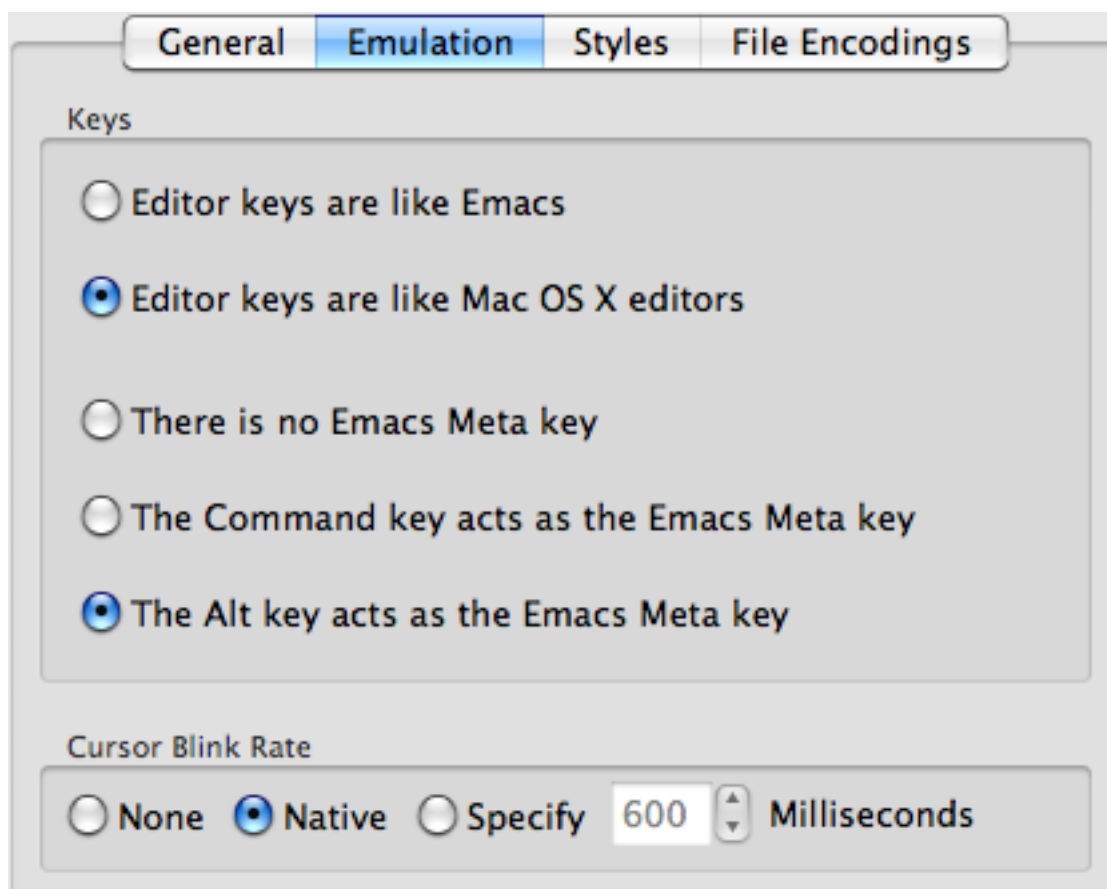 General Emulation Styles File Encodings
Keys
Editor keys are like Emacs
Editor keys are like Mac OS X editors
There is no Emacs Meta key
The Command key acts as the Emacs Meta key
The Alt key acts as the Emacs Meta key
Cursor Blink Rate
None Native Specify 600 Milliseconds